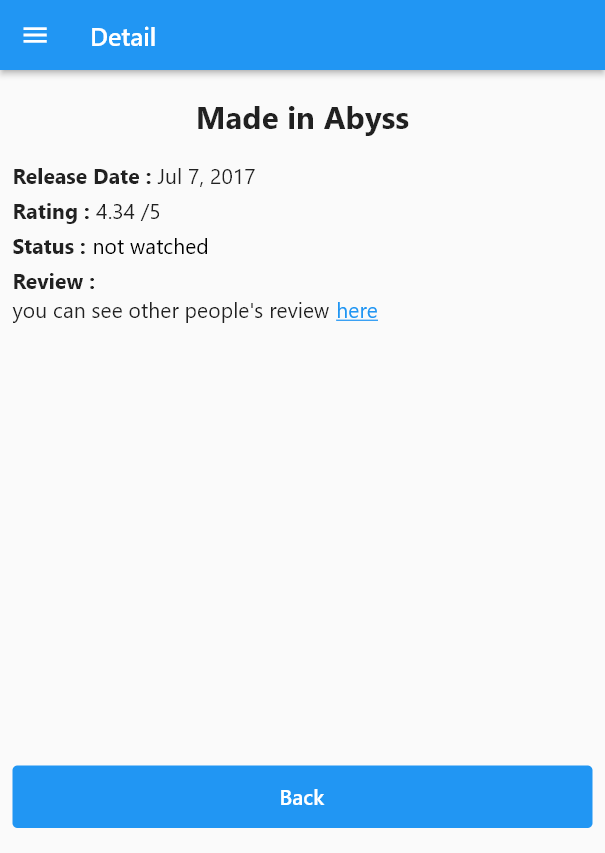 Detail
Made in Abyss
Release Date : Jul 7, 2017
Rating : 4.34 /5
Status : not watched
Review :
you can see other people's review here
Back